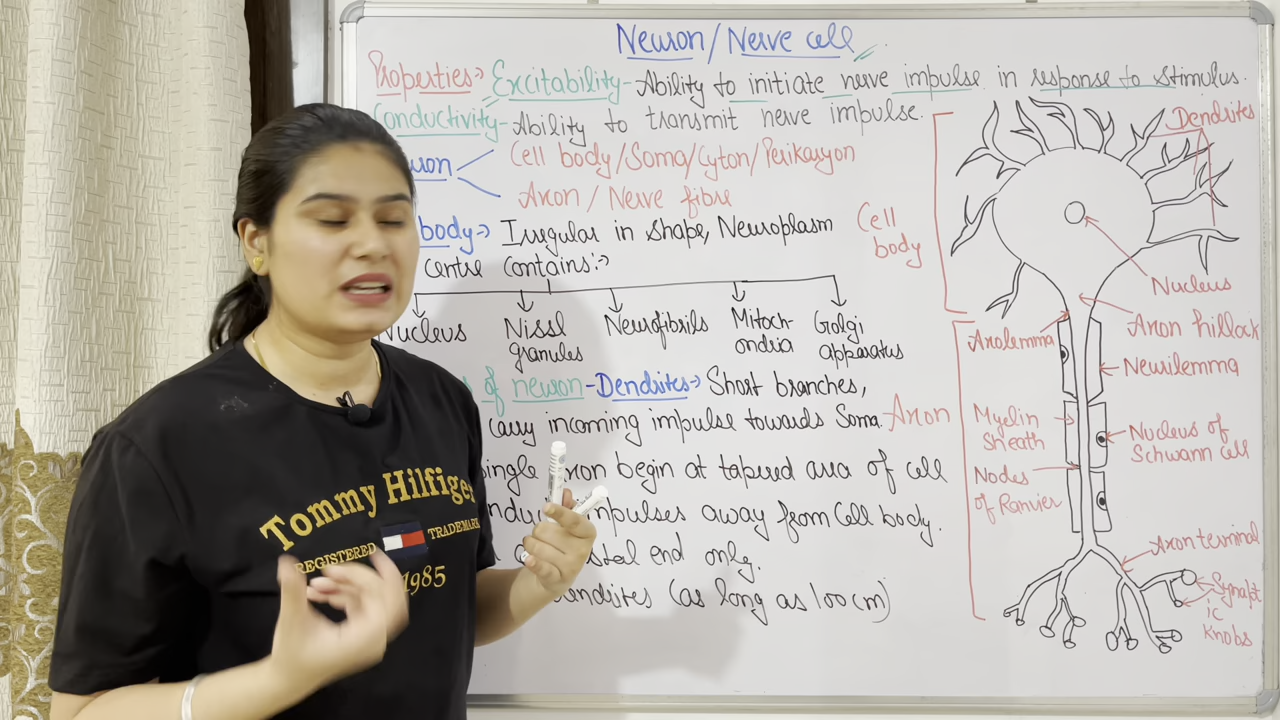 Neuron/Nerve cell
Properties→ Excitability- Ability to initiate nerve impulse in response to stimulus.
Conductivity- Ability to transmit nerve impulse.
Cell body/Soma/Cyton/Perikaryon
Axon/Nerve fibre
body→ Irregular in shape, Neuroplasm
centre contains:→
Nucleus
Nissl granules
Neurofibrils
Mitochondria
Golgi apparatus
of neuron-Dendrites→ Short branches,
carry incoming impulse towards Soma.
axon begin at tapered area of cell
impulses away from Cell body.
end only.
(as long as 100 cm)
Dendrites
Cell body
Nucleus
Axon hillock
Axolemma
Neurilemma
Axon
Myelin Sheath
Nucleus of Schwann cell
Nodes of Ranvier
Axon terminal
Synaptic Knobs
Tommy Hilfiger
REGISTERED TRADEMARK
1985